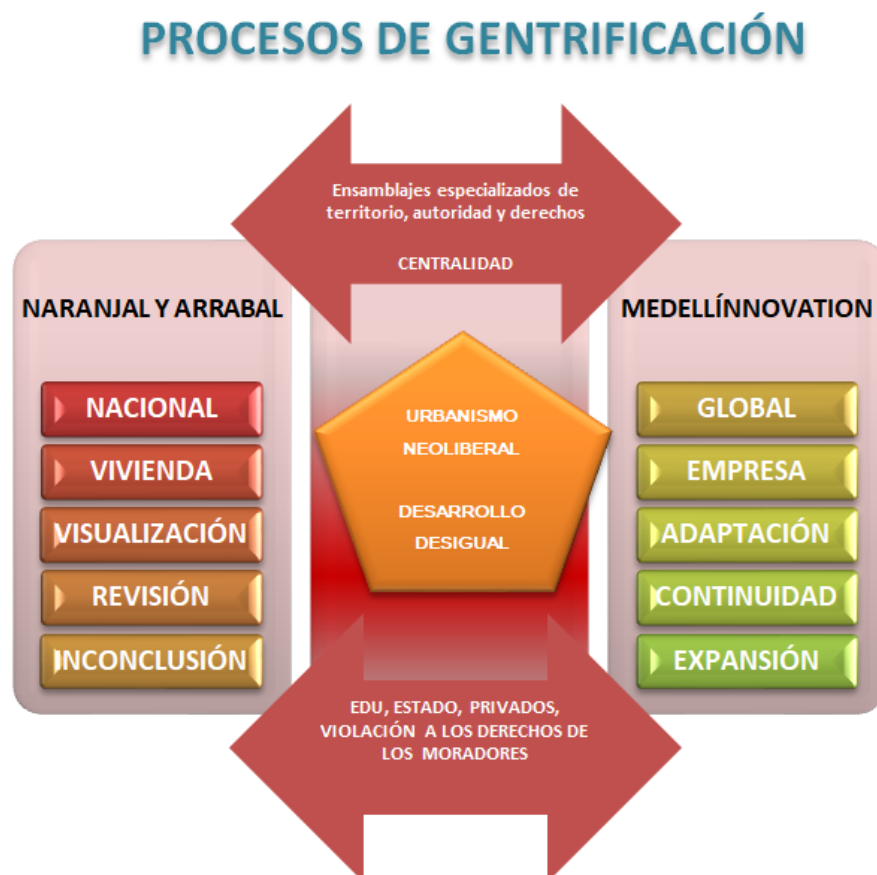 PROCESOS DE GENTRIFICACIÓN
Ensamblajes especializados de
territorio, autoridad y derechos
CENTRALIDAD
NARANJAL Y ARRABAL
NACIONAL
VIVIENDA
VISUALIZACIÓN
REVISIÓN
INCONCLUSIÓN
URBANISMO
NEOLIBERAL
DESARROLLO
DESIGUAL
MEDELLÍNNOVATION
GLOBAL
EMPRESA
ADAPTACIÓN
CONTINUIDAD
EXPANSIÓN
EDU, ESTADO, PRIVADOS,
VIOLACIÓN A LOS DERECHOS DE
LOS MORADORES